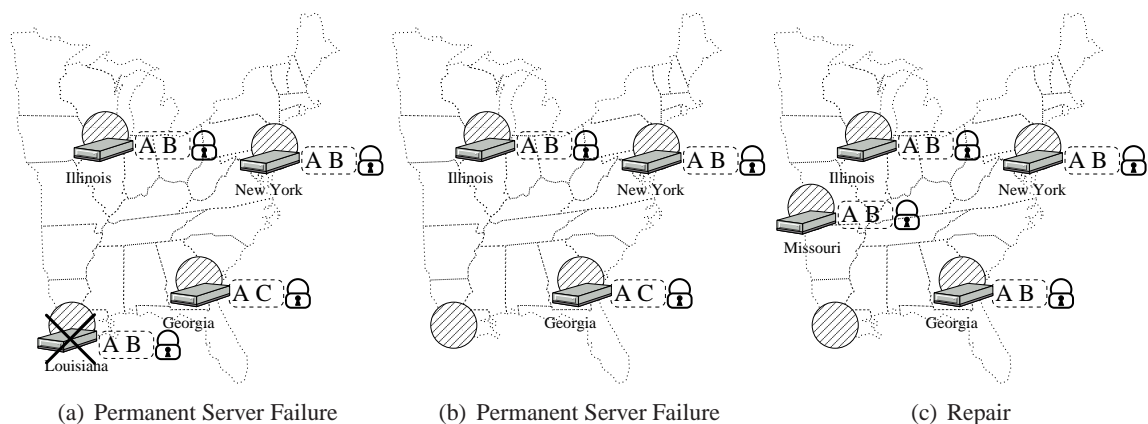 A B
Illinois
A B
New York
A C
Georgia
A B
Louisiana
(a) Permanent Server Failure
A B
Illinois
A B
New York
A C
Georgia
(b) Permanent Server Failure
A B
Illinois
A B
New York
A B
Missouri
A B
Georgia
(c) Repair